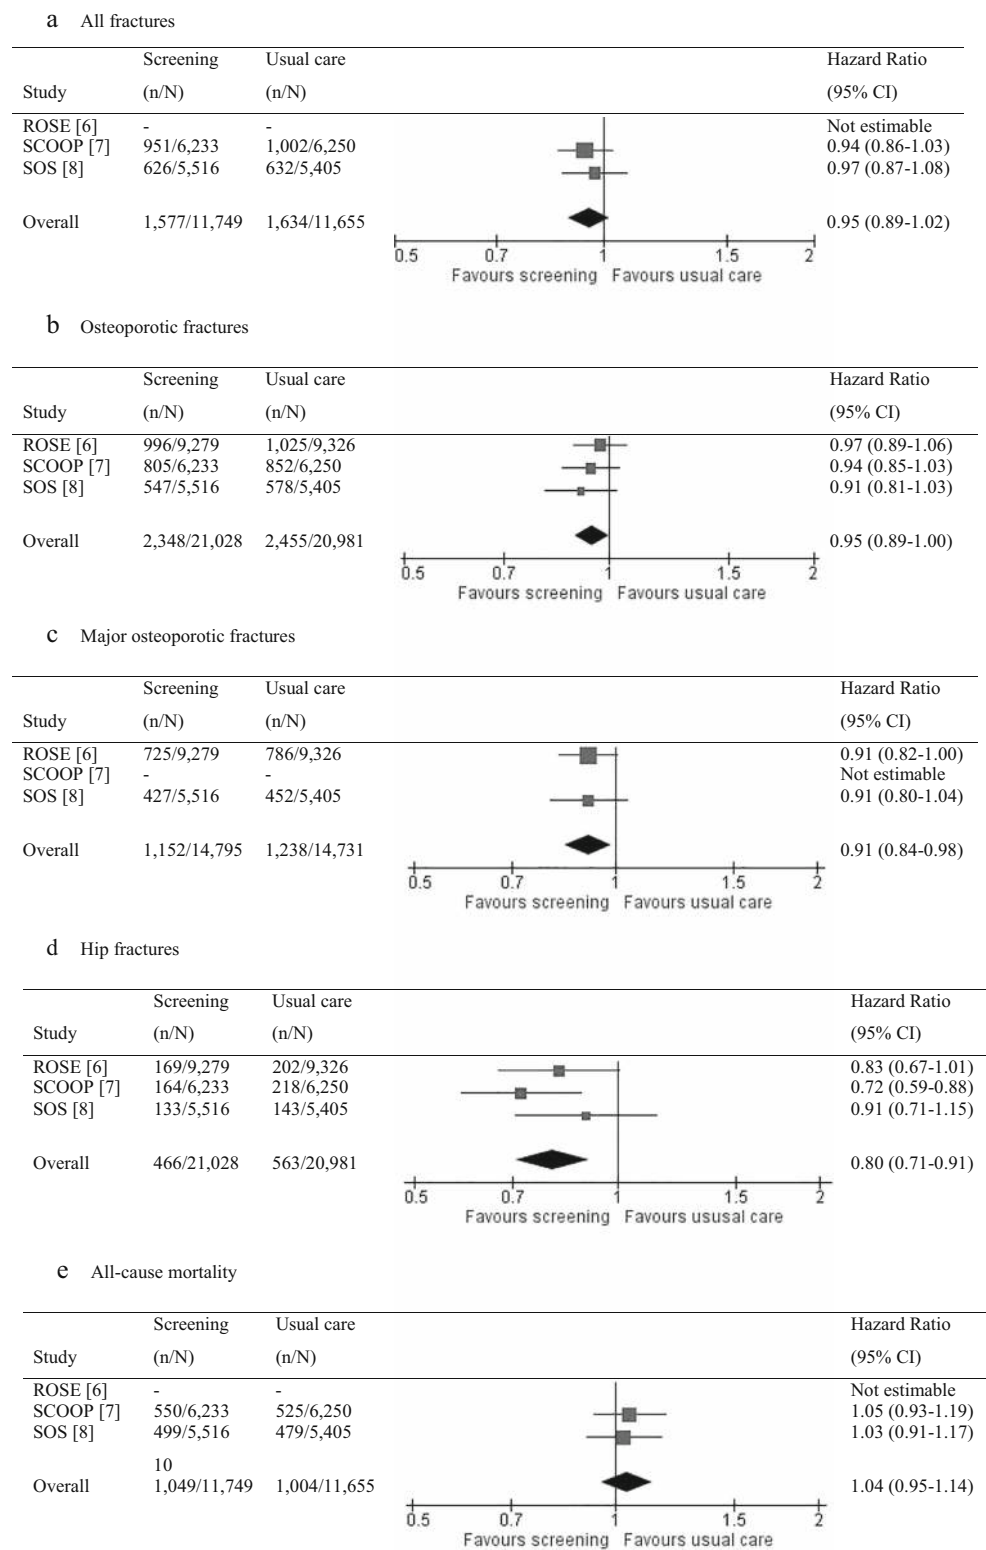 a All fractures
Screening Usual care Hazard Ratio
Study (n/N) (n/N) (95% CI)
ROSE [6] - - Not estimable
SCOOP [7] 951/6,233 1,002/6,250 0.94 (0.86-1.03)
SOS [8] 626/5,516 632/5,405 0.97 (0.87-1.08)
Overall 1,577/11,749 1,634/11,655 0.95 (0.89-1.02)
0.5 0.7 1 1.5 2
Favours screening Favours usual care
b Osteoporotic fractures
Screening Usual care Hazard Ratio
Study (n/N) (n/N) (95% CI)
ROSE [6] 996/9,279 1,025/9,326 0.97 (0.89-1.06)
SCOOP [7] 805/6,233 852/6,250 0.94 (0.85-1.03)
SOS [8] 547/5,516 578/5,405 0.91 (0.81-1.03)
Overall 2,348/21,028 2,455/20,981 0.95 (0.89-1.00)
0.5 0.7 1 1.5 2
Favours screening Favours usual care
c Major osteoporotic fractures
Screening Usual care Hazard Ratio
Study (n/N) (n/N) (95% CI)
ROSE [6] 725/9,279 786/9,326 0.91 (0.82-1.00)
SCOOP [7] - - Not estimable
SOS [8] 427/5,516 452/5,405 0.91 (0.80-1.04)
Overall 1,152/14,795 1,238/14,731 0.91 (0.84-0.98)
0.5 0.7 1 1.5 2
Favours screening Favours usual care
d Hip fractures
Screening Usual care Hazard Ratio
Study (n/N) (n/N) (95% CI)
ROSE [6] 169/9,279 202/9,326 0.83 (0.67-1.01)
SCOOP [7] 164/6,233 218/6,250 0.72 (0.59-0.88)
SOS [8] 133/5,516 143/5,405 0.91 (0.71-1.15)
Overall 466/21,028 563/20,981 0.80 (0.71-0.91)
0.5 0.7 1 1.5 2
Favours screening Favours ususal care
e All-cause mortality
Screening Usual care Hazard Ratio
Study (n/N) (n/N) (95% CI)
ROSE [6] - - Not estimable
SCOOP [7] 550/6,233 525/6,250 1.05 (0.93-1.19)
SOS [8] 499/5,516 479/5,405 1.03 (0.91-1.17)
10
Overall 1,049/11,749 1,004/11,655 1.04 (0.95-1.14)
0.5 0.7 1 1.5 2
Favours screening Favours usual care